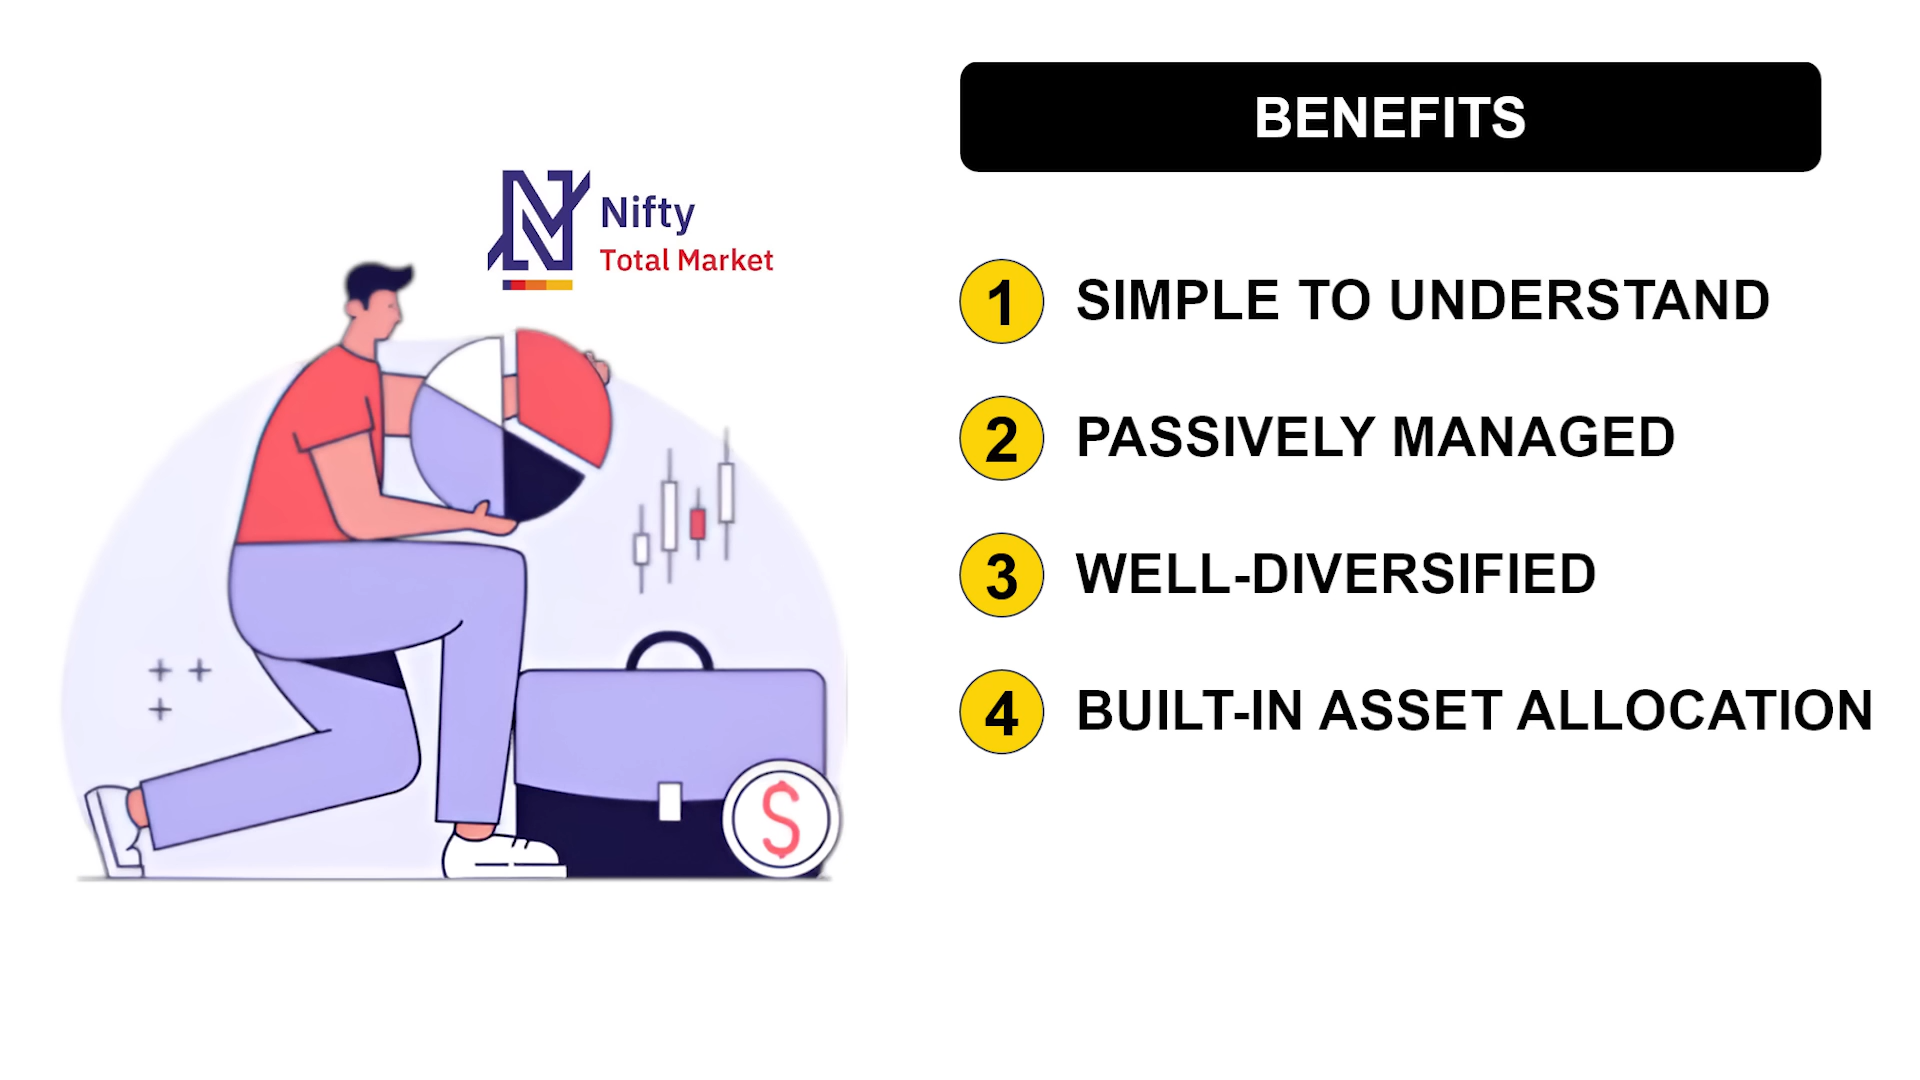 Nifty
Total Market
BENEFITS
1 SIMPLE TO UNDERSTAND
2 PASSIVELY MANAGED
3 WELL-DIVERSIFIED
4 BUILT-IN ASSET ALLOCATION
$